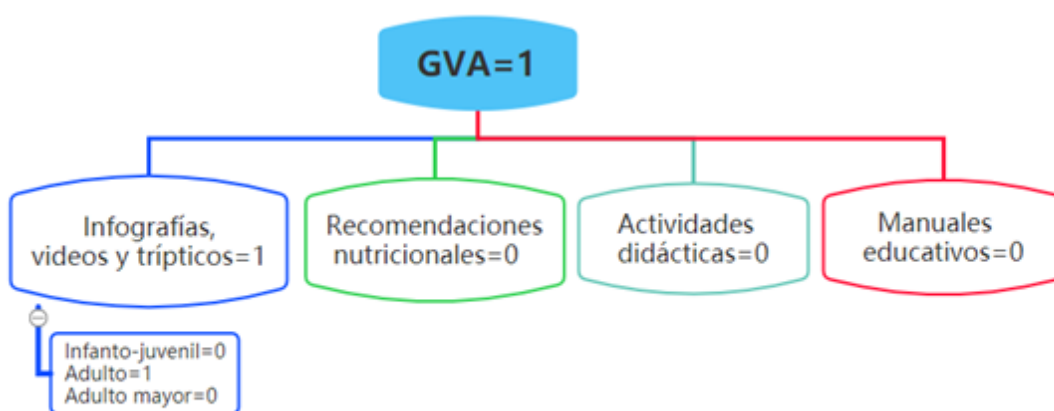 GVA=1
Infografías,
videos y trípticos=1
Recomendaciones
nutricionales=0
Actividades
didácticas=0
Manuales
educativos=0
Infanto-juvenil=0
Adulto=1
Adulto mayor=0